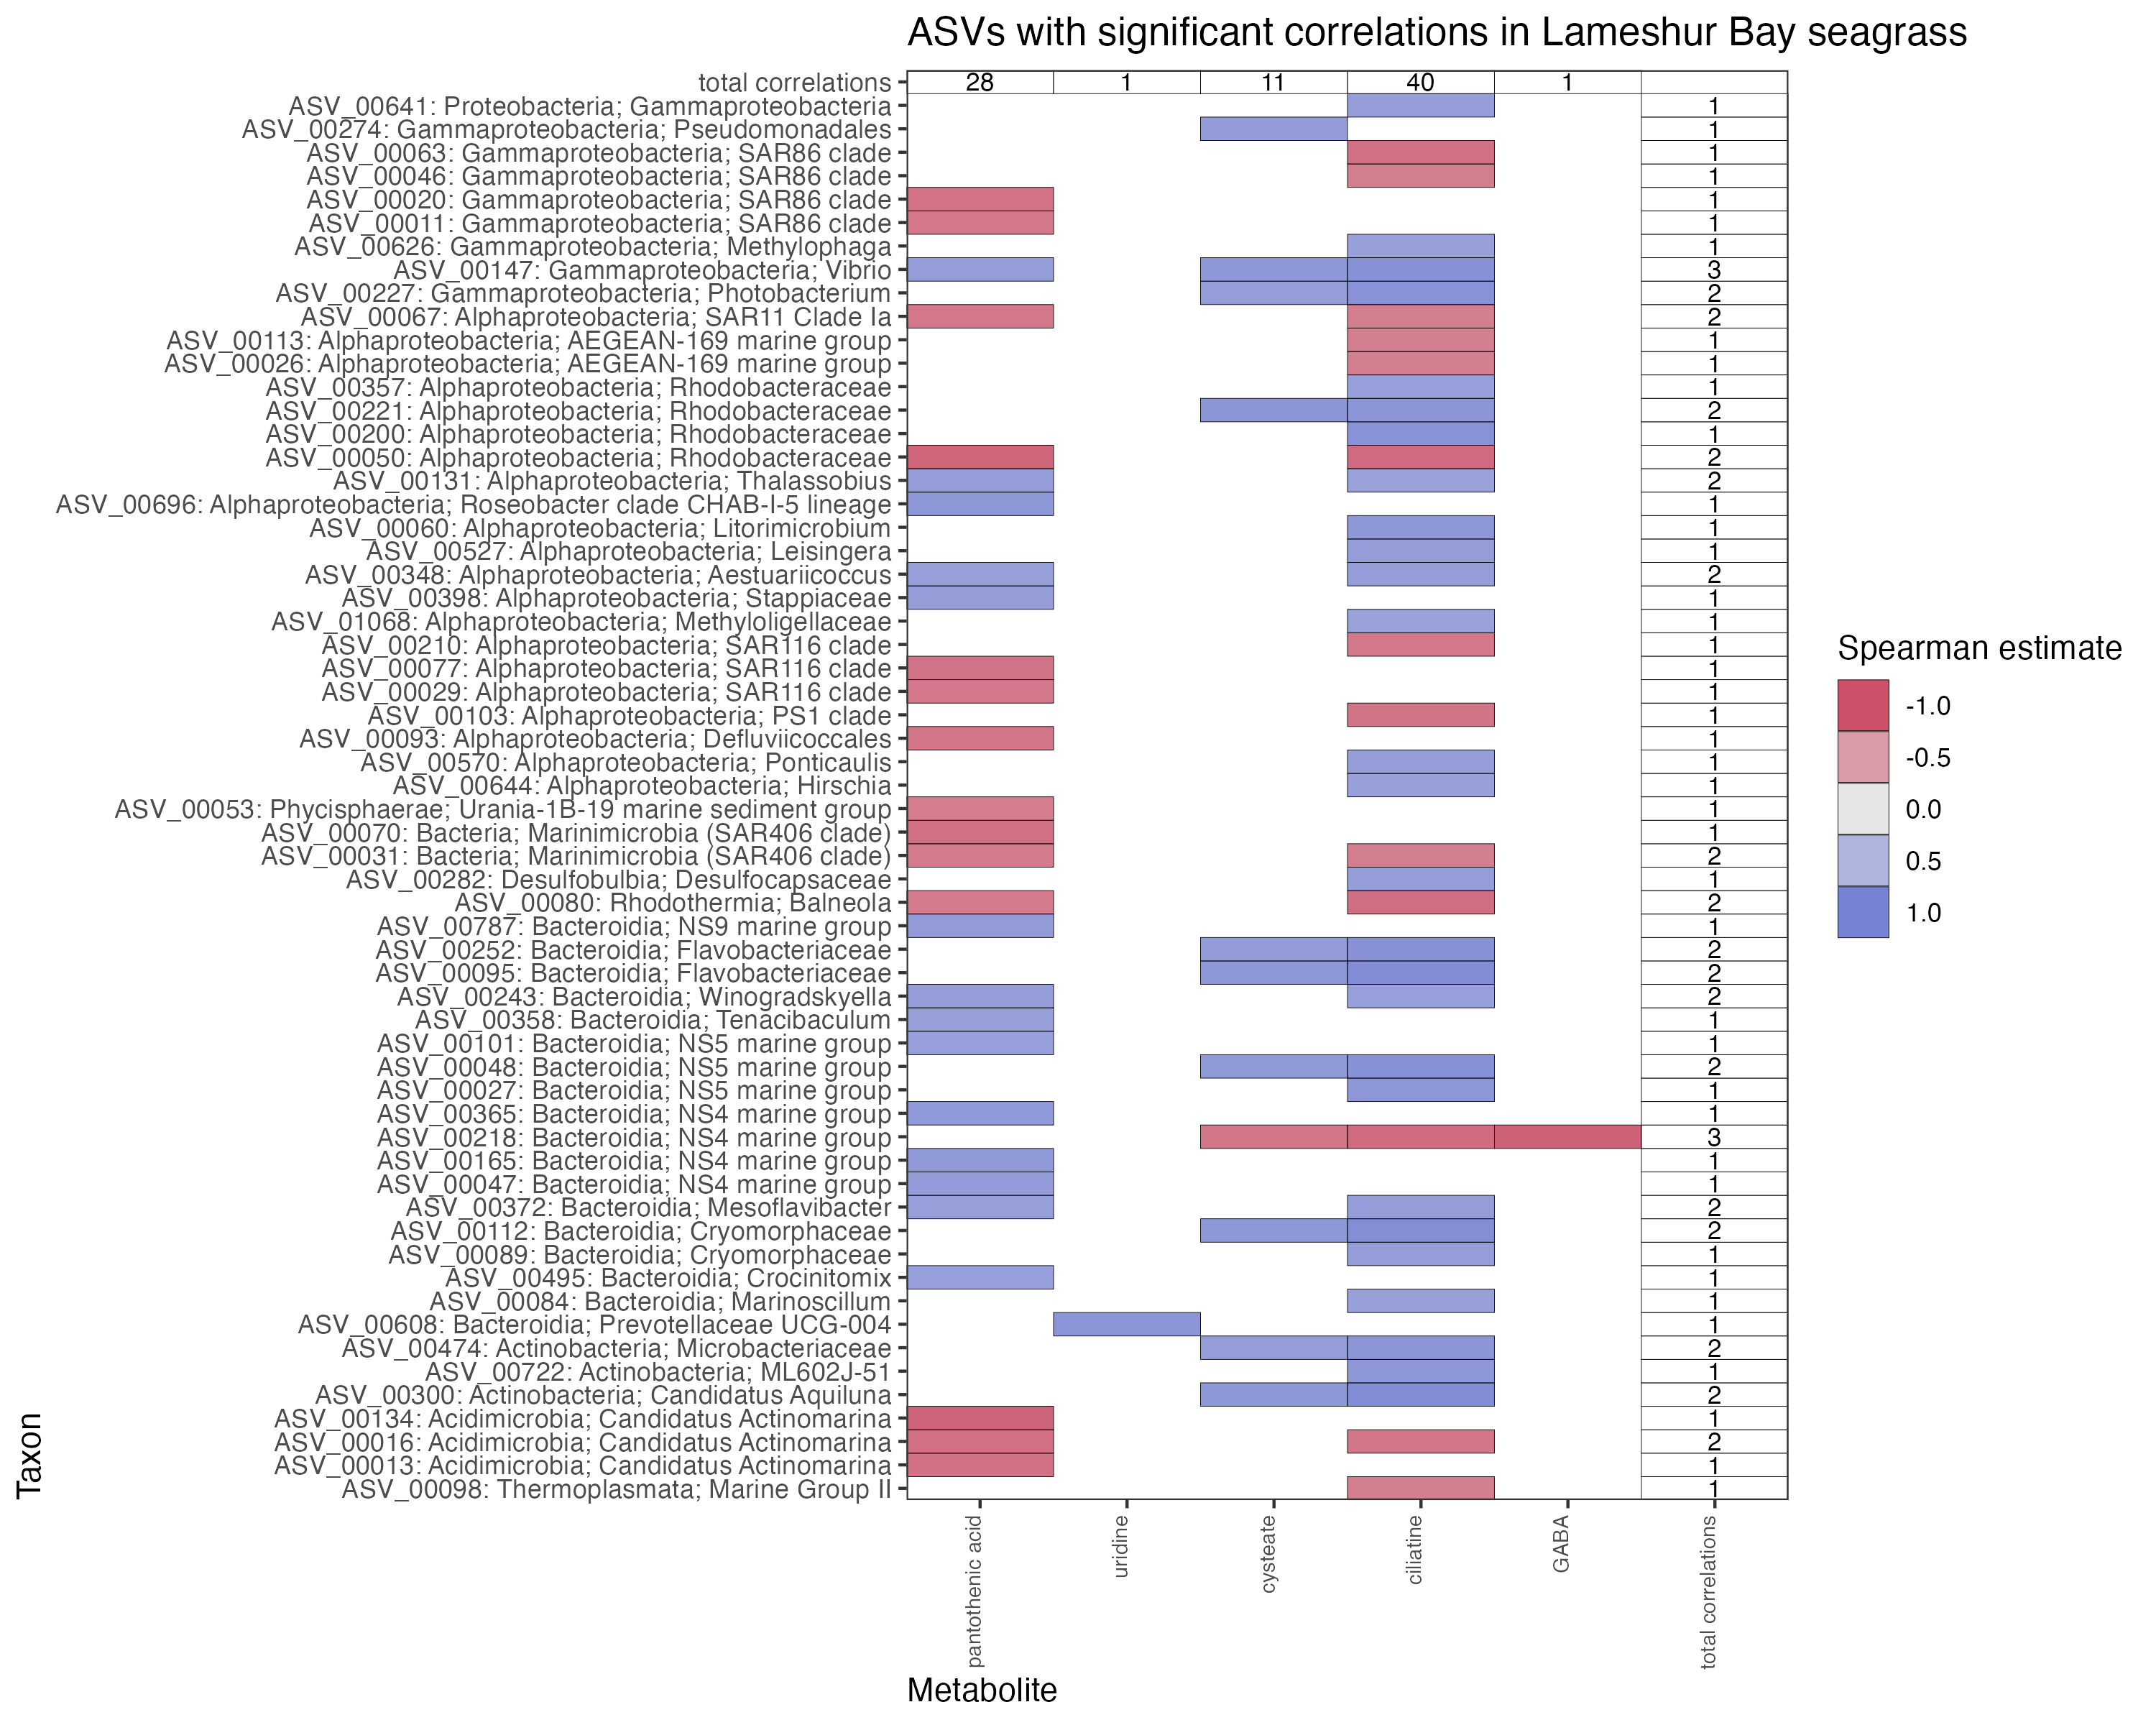 ASVs with significant correlations in Lameshur Bay seagrass
total correlations 28 1 11 40 1
ASV_00641: Proteobacteria; Gammaproteobacteria 1
ASV_00274: Gammaproteobacteria; Pseudomonadales 1
ASV_00063: Gammaproteobacteria; SAR86 clade 1
ASV_00046: Gammaproteobacteria; SAR86 clade 1
ASV_00020: Gammaproteobacteria; SAR86 clade 1
ASV_00011: Gammaproteobacteria; SAR86 clade 1
ASV_00626: Gammaproteobacteria; Methylophaga 1
ASV_00147: Gammaproteobacteria; Vibrio 3
ASV_00227: Gammaproteobacteria; Photobacterium 2
ASV_00067: Alphaproteobacteria; SAR11 Clade Ia 2
ASV_00113: Alphaproteobacteria; AEGEAN-169 marine group 1
ASV_00026: Alphaproteobacteria; AEGEAN-169 marine group 1
ASV_00357: Alphaproteobacteria; Rhodobacteraceae 1
ASV_00221: Alphaproteobacteria; Rhodobacteraceae 2
ASV_00200: Alphaproteobacteria; Rhodobacteraceae 1
ASV_00050: Alphaproteobacteria; Rhodobacteraceae 2
ASV_00131: Alphaproteobacteria; Thalassobius 2
ASV_00696: Alphaproteobacteria; Roseobacter clade CHAB-I-5 lineage 1
ASV_00060: Alphaproteobacteria; Litorimicrobium 1
ASV_00527: Alphaproteobacteria; Leisingera 1
ASV_00348: Alphaproteobacteria; Aestuariicoccus 2
ASV_00398: Alphaproteobacteria; Stappiaceae 1
ASV_01068: Alphaproteobacteria; Methyloligellaceae 1
ASV_00210: Alphaproteobacteria; SAR116 clade 1
ASV_00077: Alphaproteobacteria; SAR116 clade 1
ASV_00029: Alphaproteobacteria; SAR116 clade 1
ASV_00103: Alphaproteobacteria; PS1 clade 1
ASV_00093: Alphaproteobacteria; Defluviicoccales 1
ASV_00570: Alphaproteobacteria; Ponticaulis 1
ASV_00644: Alphaproteobacteria; Hirschia 1
ASV_00053: Phycisphaerae; Urania-1B-19 marine sediment group 1
ASV_00070: Bacteria; Marinimicrobia (SAR406 clade) 1
ASV_00031: Bacteria; Marinimicrobia (SAR406 clade) 2
ASV_00282: Desulfobulbia; Desulfocapsaceae 1
ASV_00080: Rhodothermia; Balneola 2
ASV_00787: Bacteroidia; NS9 marine group 1
ASV_00252: Bacteroidia; Flavobacteriaceae 2
ASV_00095: Bacteroidia; Flavobacteriaceae 2
ASV_00243: Bacteroidia; Winogradskyella 2
ASV_00358: Bacteroidia; Tenacibaculum 1
ASV_00101: Bacteroidia; NS5 marine group 1
ASV_00048: Bacteroidia; NS5 marine group 2
ASV_00027: Bacteroidia; NS5 marine group 1
ASV_00365: Bacteroidia; NS4 marine group 1
ASV_00218: Bacteroidia; NS4 marine group 3
ASV_00165: Bacteroidia; NS4 marine group 1
ASV_00047: Bacteroidia; NS4 marine group 1
ASV_00372: Bacteroidia; Mesoflavibacter 2
ASV_00112: Bacteroidia; Cryomorphaceae 2
ASV_00089: Bacteroidia; Cryomorphaceae 1
ASV_00495: Bacteroidia; Crocinitomix 1
ASV_00084: Bacteroidia; Marinoscillum 1
ASV_00608: Bacteroidia; Prevotellaceae UCG-004 1
ASV_00474: Actinobacteria; Microbacteriaceae 2
ASV_00722: Actinobacteria; ML602J-51 1
ASV_00300: Actinobacteria; Candidatus Aquiluna 2
ASV_00134: Acidimicrobia; Candidatus Actinomarina 1
ASV_00016: Acidimicrobia; Candidatus Actinomarina 2
ASV_00013: Acidimicrobia; Candidatus Actinomarina 1
ASV_00098: Thermoplasmata; Marine Group II 1
Taxon
pantothenic acid
uridine
cysteate
ciliatine
GABA
total correlations
Metabolite
Spearman estimate
-1.0
-0.5
0.0
0.5
1.0